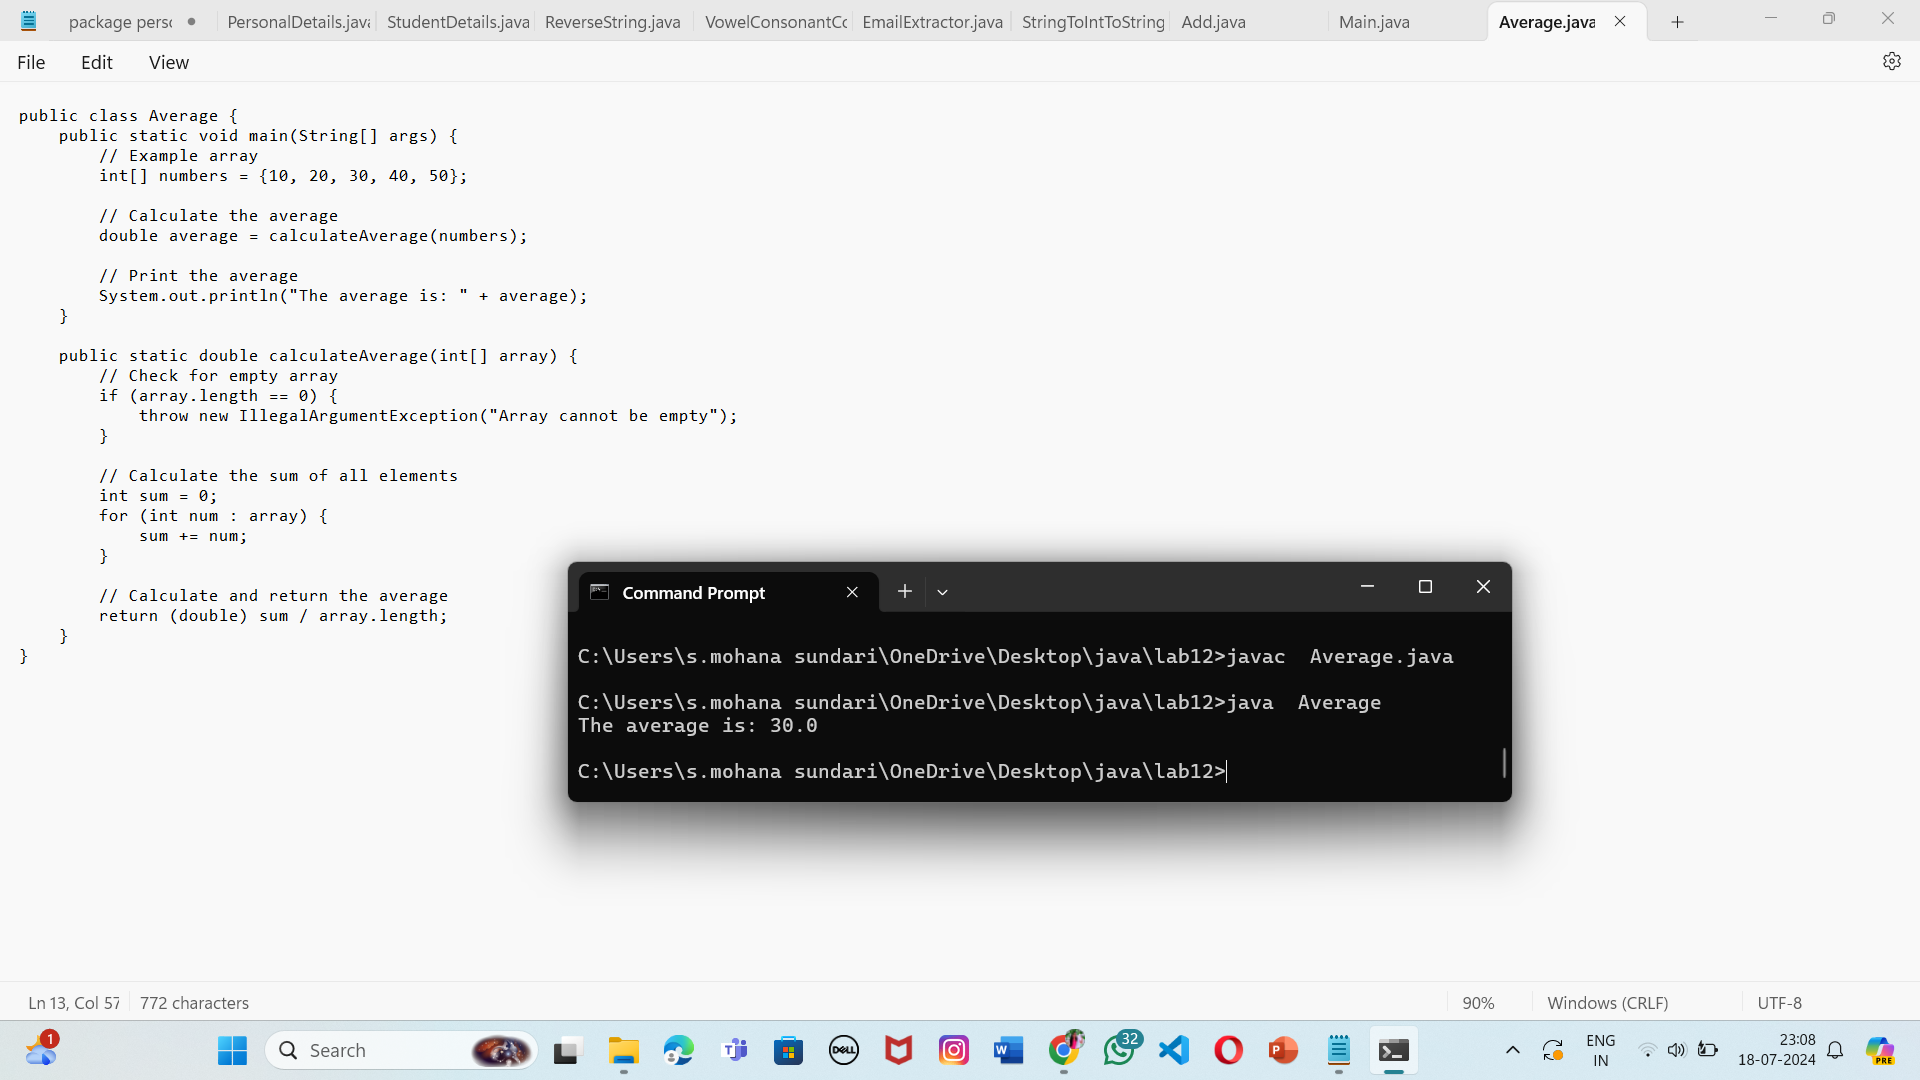 package perso
PersonalDetails.java
StudentDetails.java
ReverseString.java
VowelConsonantCo
EmailExtractor.java
StringToIntToString
Add.java
Main.java
Average.java
File Edit View
public class Average {
    public static void main(String[] args) {
        // Example array
        int[] numbers = {10, 20, 30, 40, 50};
        // Calculate the average
        double average = calculateAverage(numbers);
        // Print the average
        System.out.println("The average is: " + average);
    }
    public static double calculateAverage(int[] array) {
        // Check for empty array
        if (array.length == 0) {
            throw new IllegalArgumentException("Array cannot be empty");
        }
        // Calculate the sum of all elements
        int sum = 0;
        for (int num : array) {
            sum += num;
        }
        // Calculate and return the average
        return (double) sum / array.length;
    }
}
Command Prompt
C:\Users\s.mohana sundari\OneDrive\Desktop\java\lab12>javac  Average.java
C:\Users\s.mohana sundari\OneDrive\Desktop\java\lab12>java  Average
The average is: 30.0
C:\Users\s.mohana sundari\OneDrive\Desktop\java\lab12>
Ln 13, Col 57 772 characters 90% Windows (CRLF) UTF-8
1
Search
DELL
32
ENG
IN
23:08
18-07-2024
PRE